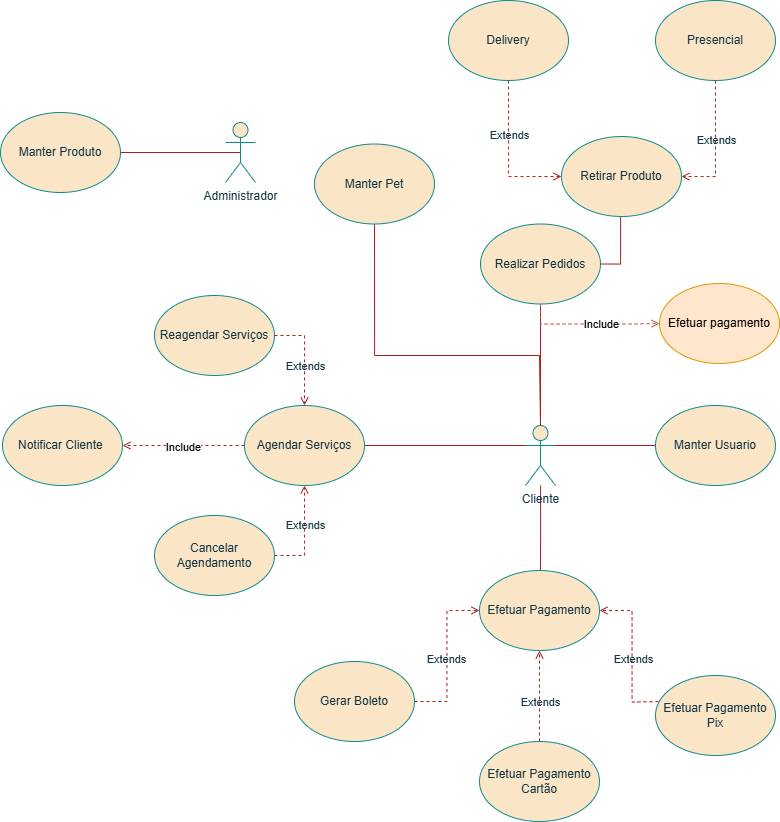 Delivery
Presencial
Extends
Extends
Manter Produto
Administrador
Manter Pet
Retirar Produto
Realizar Pedidos
Include
Efetuar pagamento
Reagendar Serviços
Extends
Notificar Cliente
Include
Agendar Serviços
Manter Usuario
Cliente
Extends
Cancelar
Agendamento
Efetuar Pagamento
Extends
Extends
Gerar Boleto
Extends
Efetuar Pagamento
Pix
Efetuar Pagamento
Cartão